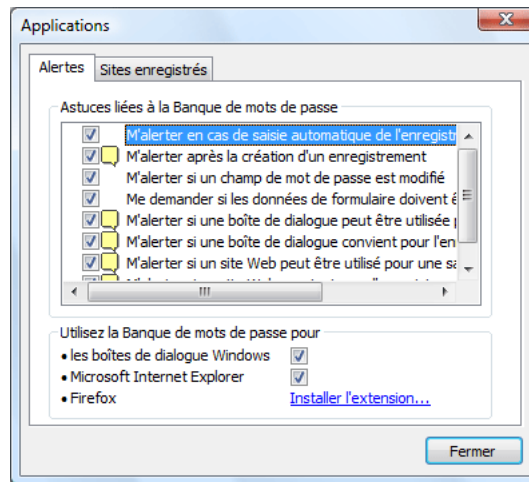 Applications
Alertes
Sites enregistrés
Astuces liées à la Banque de mots de passe
M'alerter en cas de saisie automatique de l'enregistr
M'alerter après la création d'un enregistrement
M'alerter si un champ de mot de passe est modifié
Me demander si les données de formulaire doivent ê
M'alerter si une boîte de dialogue peut être utilisée
M'alerter si une boîte de dialogue convient pour l'en
M'alerter si un site Web peut être utilisé pour une sa
Utilisez la Banque de mots de passe pour
• les boîtes de dialogue Windows
• Microsoft Internet Explorer
• Firefox Installer l'extension...
Fermer